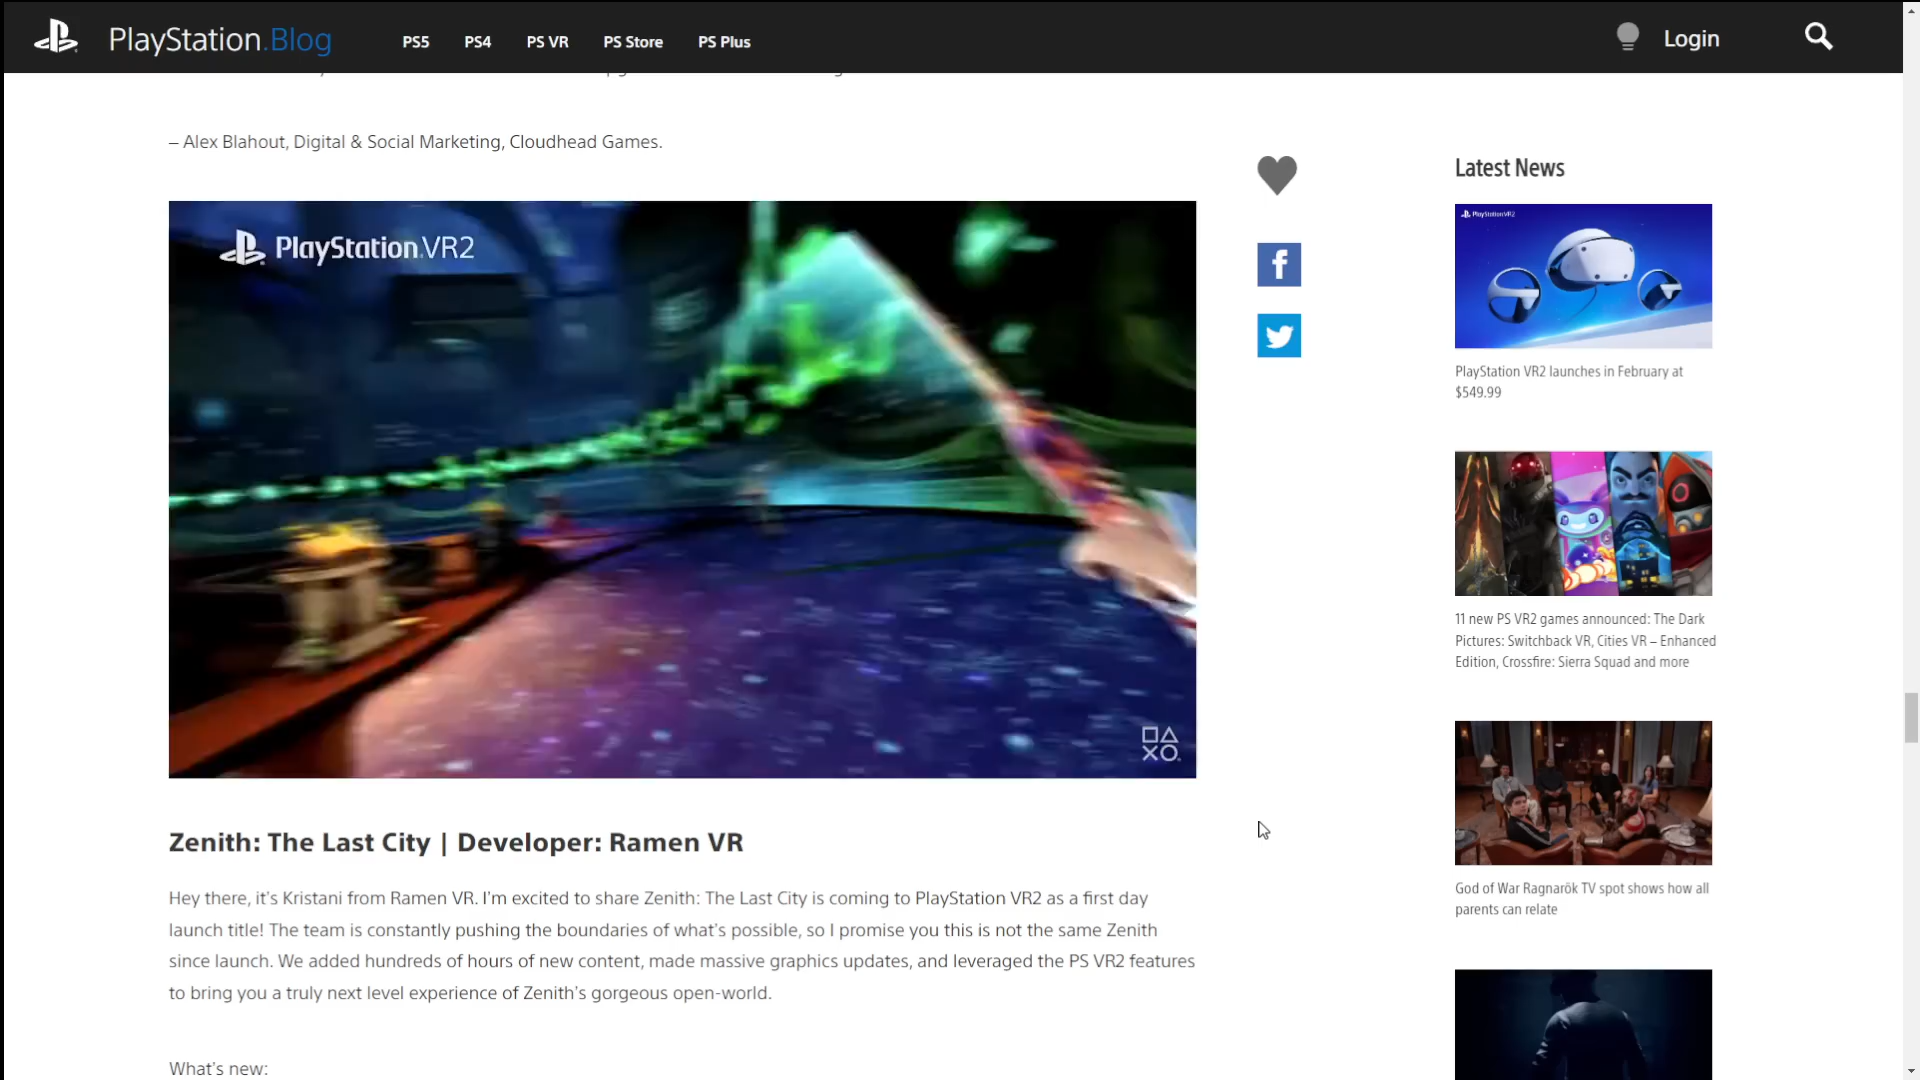 PlayStation.Blog
PS5
PS4
PS VR
PS Store
PS Plus
Login
– Alex Blahout, Digital & Social Marketing, Cloudhead Games.
PlayStation.VR2
Zenith: The Last City | Developer: Ramen VR
Hey there, it's Kristani from Ramen VR. I'm excited to share Zenith: The Last City is coming to PlayStation VR2 as a first day
launch title! The team is constantly pushing the boundaries of what's possible, so I promise you this is not the same Zenith
since launch. We added hundreds of hours of new content, made massive graphics updates, and leveraged the PS VR2 features
to bring you a truly next level experience of Zenith's gorgeous open-world.
What's new:
Latest News
PlayStation.VR2
PlayStation VR2 launches in February at
$549.99
11 new PS VR2 games announced: The Dark
Pictures: Switchback VR, Cities VR – Enhanced
Edition, Crossfire: Sierra Squad and more
God of War Ragnarök TV spot shows how all
parents can relate